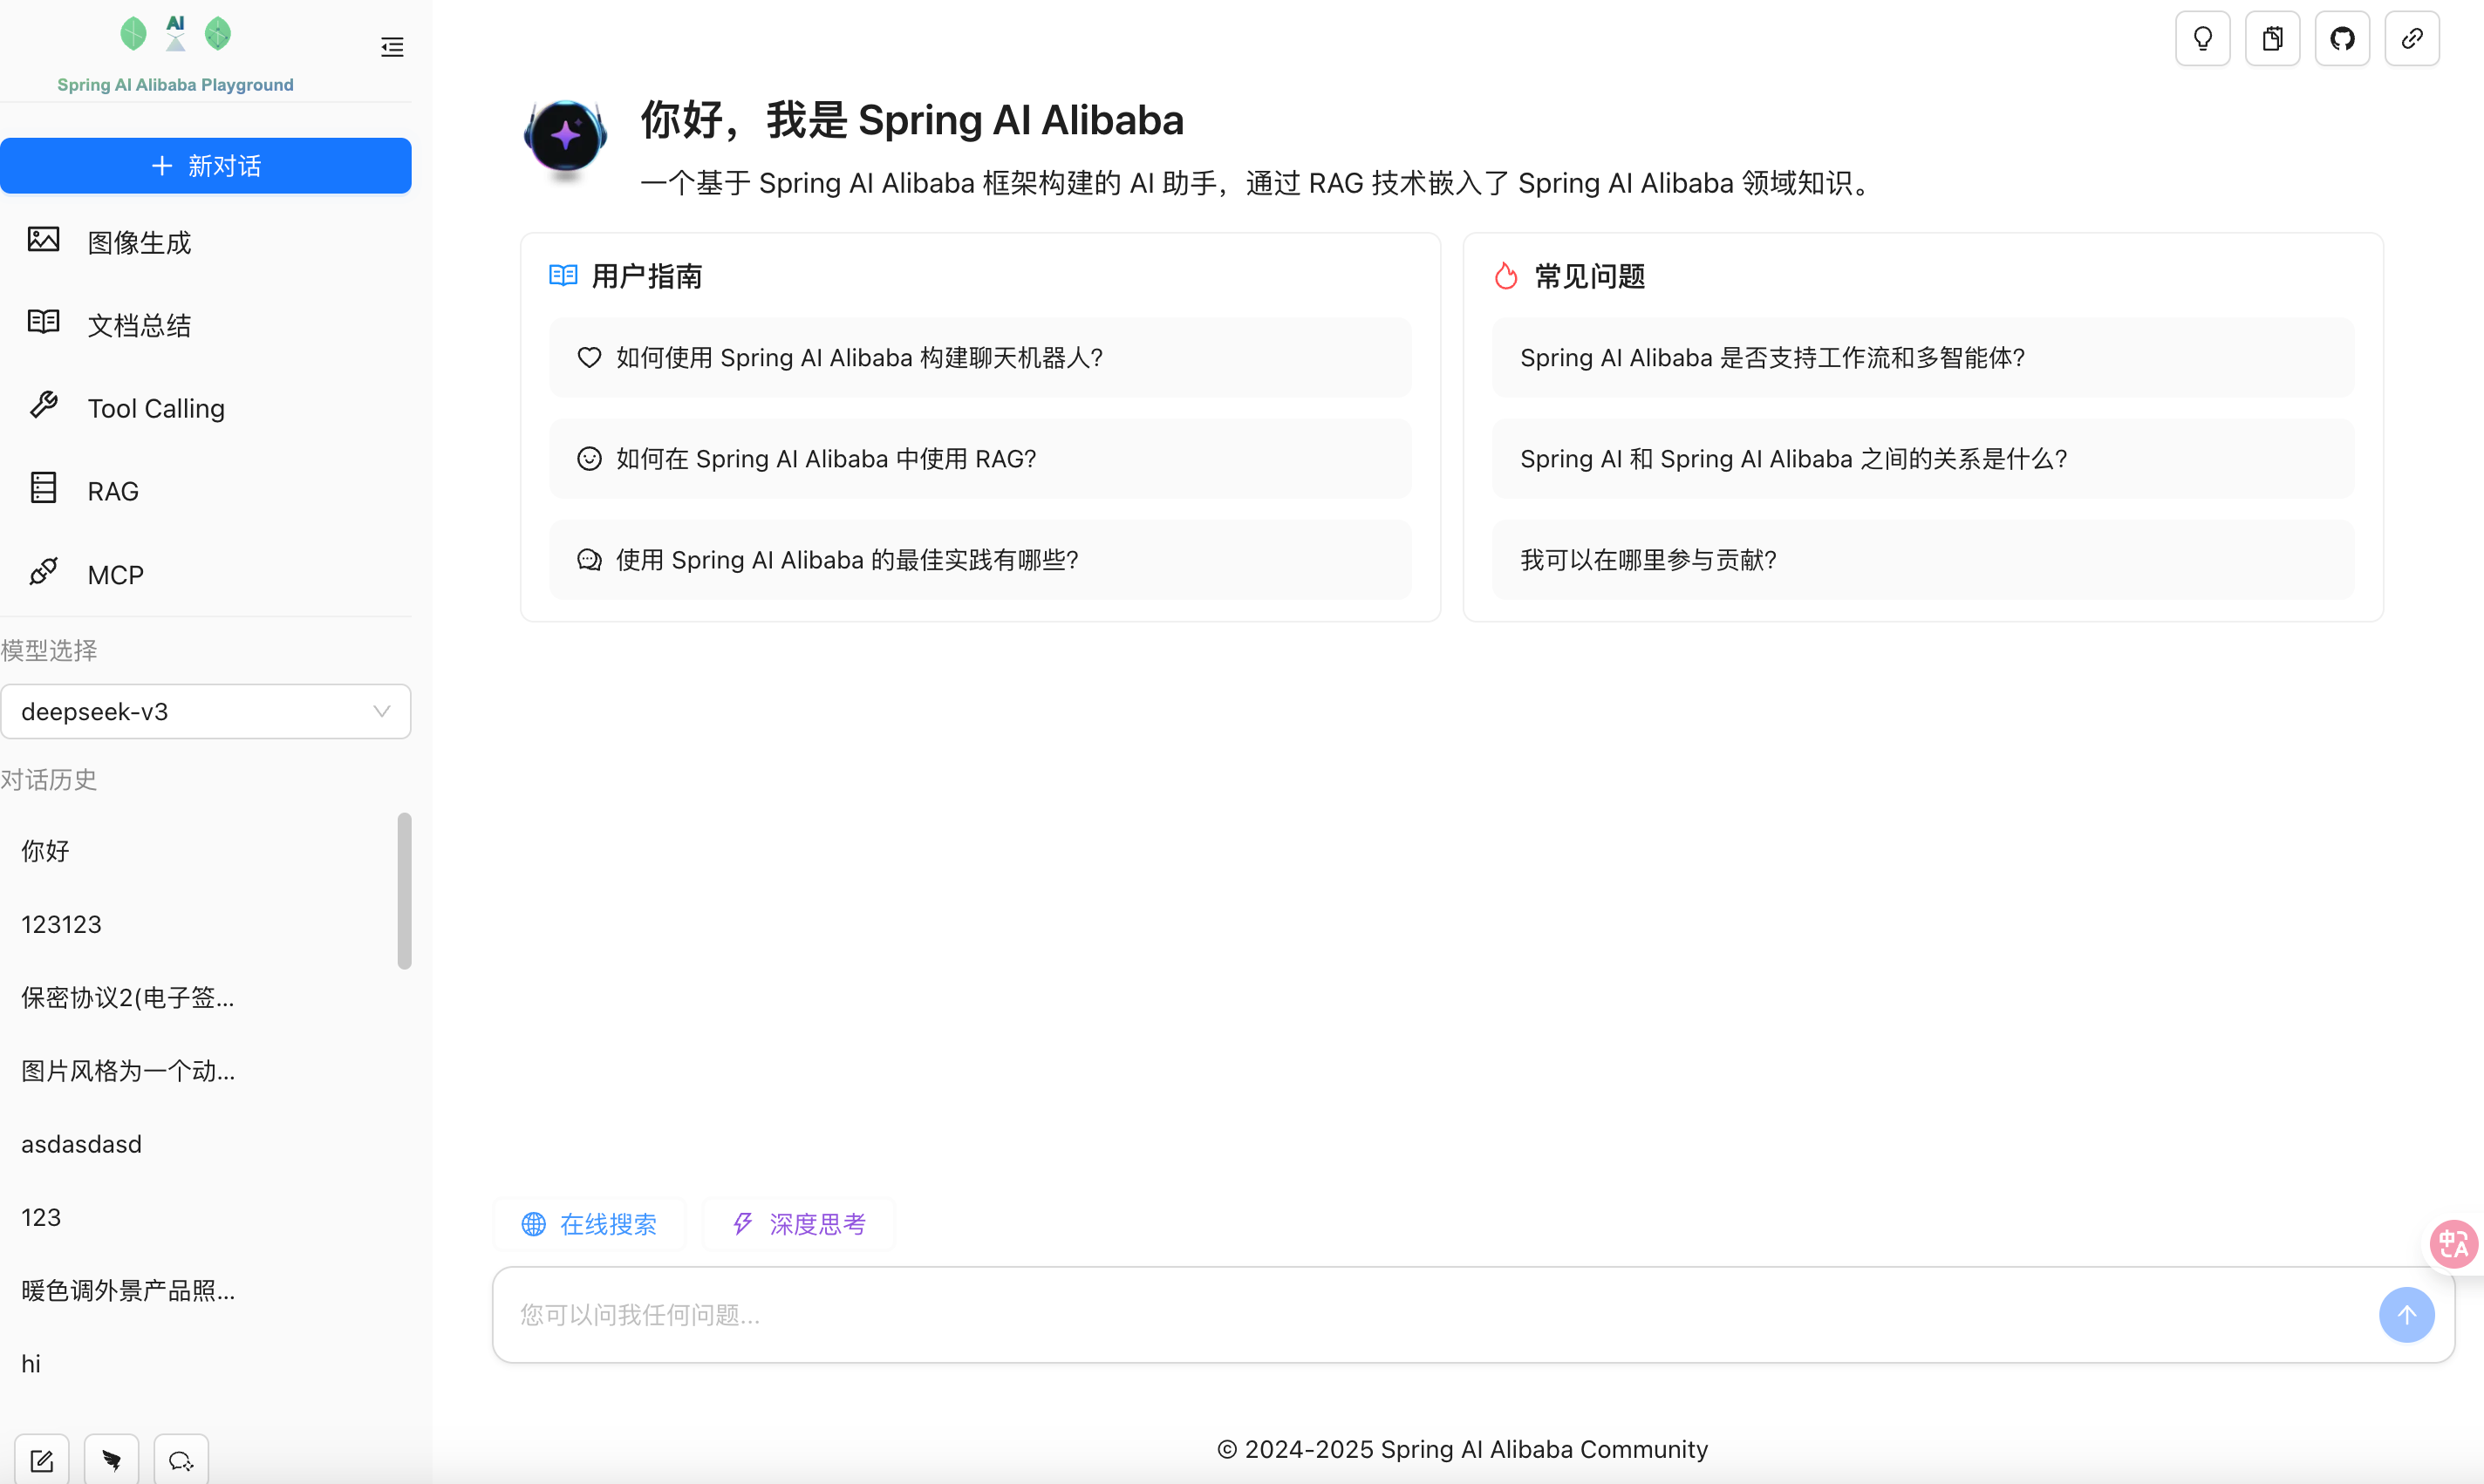 AI
Spring AI Alibaba Playground
新对话
图像生成
文档总结
Tool Calling
RAG
MCP
模型选择
deepseek-v3
对话历史
你好
123123
保密协议2(电子签...
图片风格为一个动...
asdasdasd
123
暖色调外景产品照...
hi
你好，我是 Spring AI Alibaba
一个基于 Spring AI Alibaba 框架构建的 AI 助手，通过 RAG 技术嵌入了 Spring AI Alibaba 领域知识。
用户指南
如何使用 Spring AI Alibaba 构建聊天机器人?
如何在 Spring AI Alibaba 中使用 RAG?
使用 Spring AI Alibaba 的最佳实践有哪些?
常见问题
Spring AI Alibaba 是否支持工作流和多智能体?
Spring AI 和 Spring AI Alibaba 之间的关系是什么?
我可以在哪里参与贡献?
在线搜索
深度思考
您可以问我任何问题...
中A
© 2024-2025 Spring AI Alibaba Community